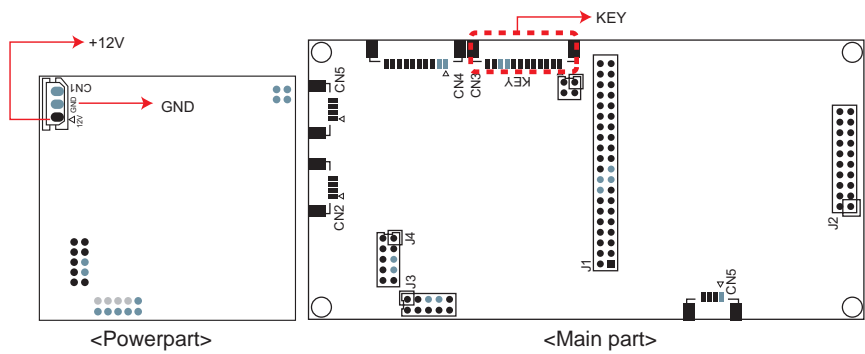 KEY
+12V
CN1
GND
12V
GND
CN5
CN4
CN3
KEY
CN2
J4
J3
J1
J2
CN5
<Powerpart>
<Main part>